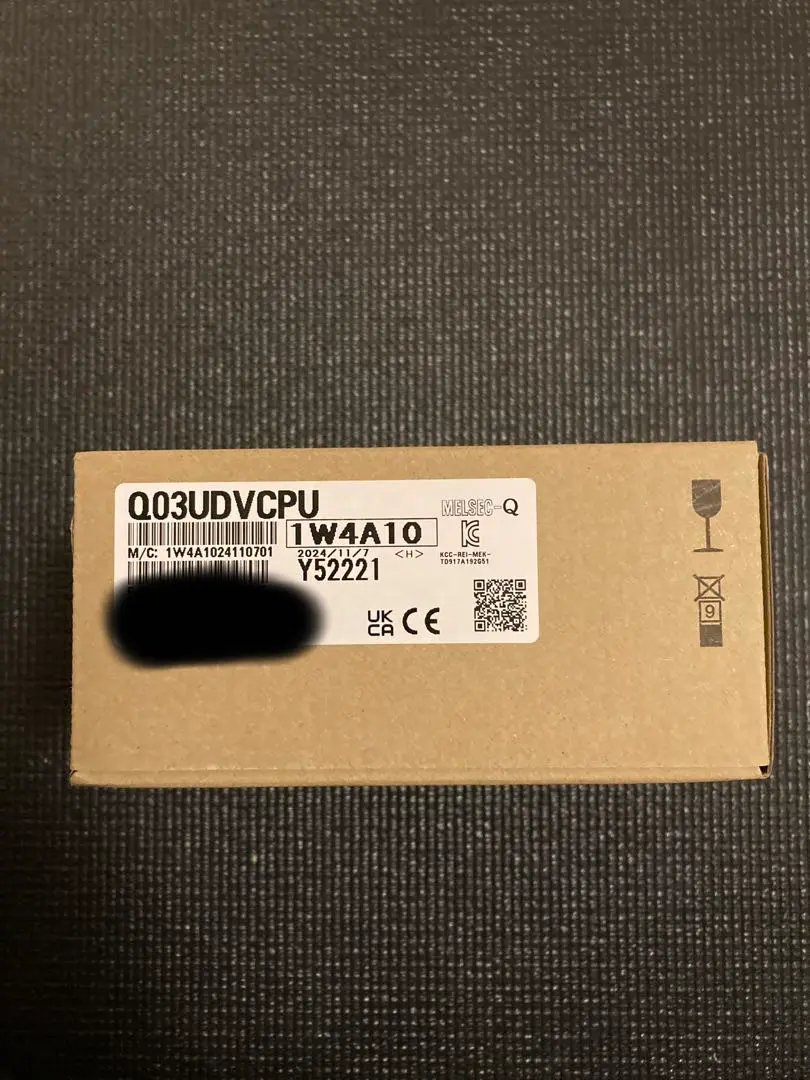 Q03UDVCPU
MELSEC-Q
1W4A10
M/C: 1W4A1024110701
2024/11/7 <H>
KCC-REI-MEK-
TD917A192G51
Y52221
UK
CA CE
9